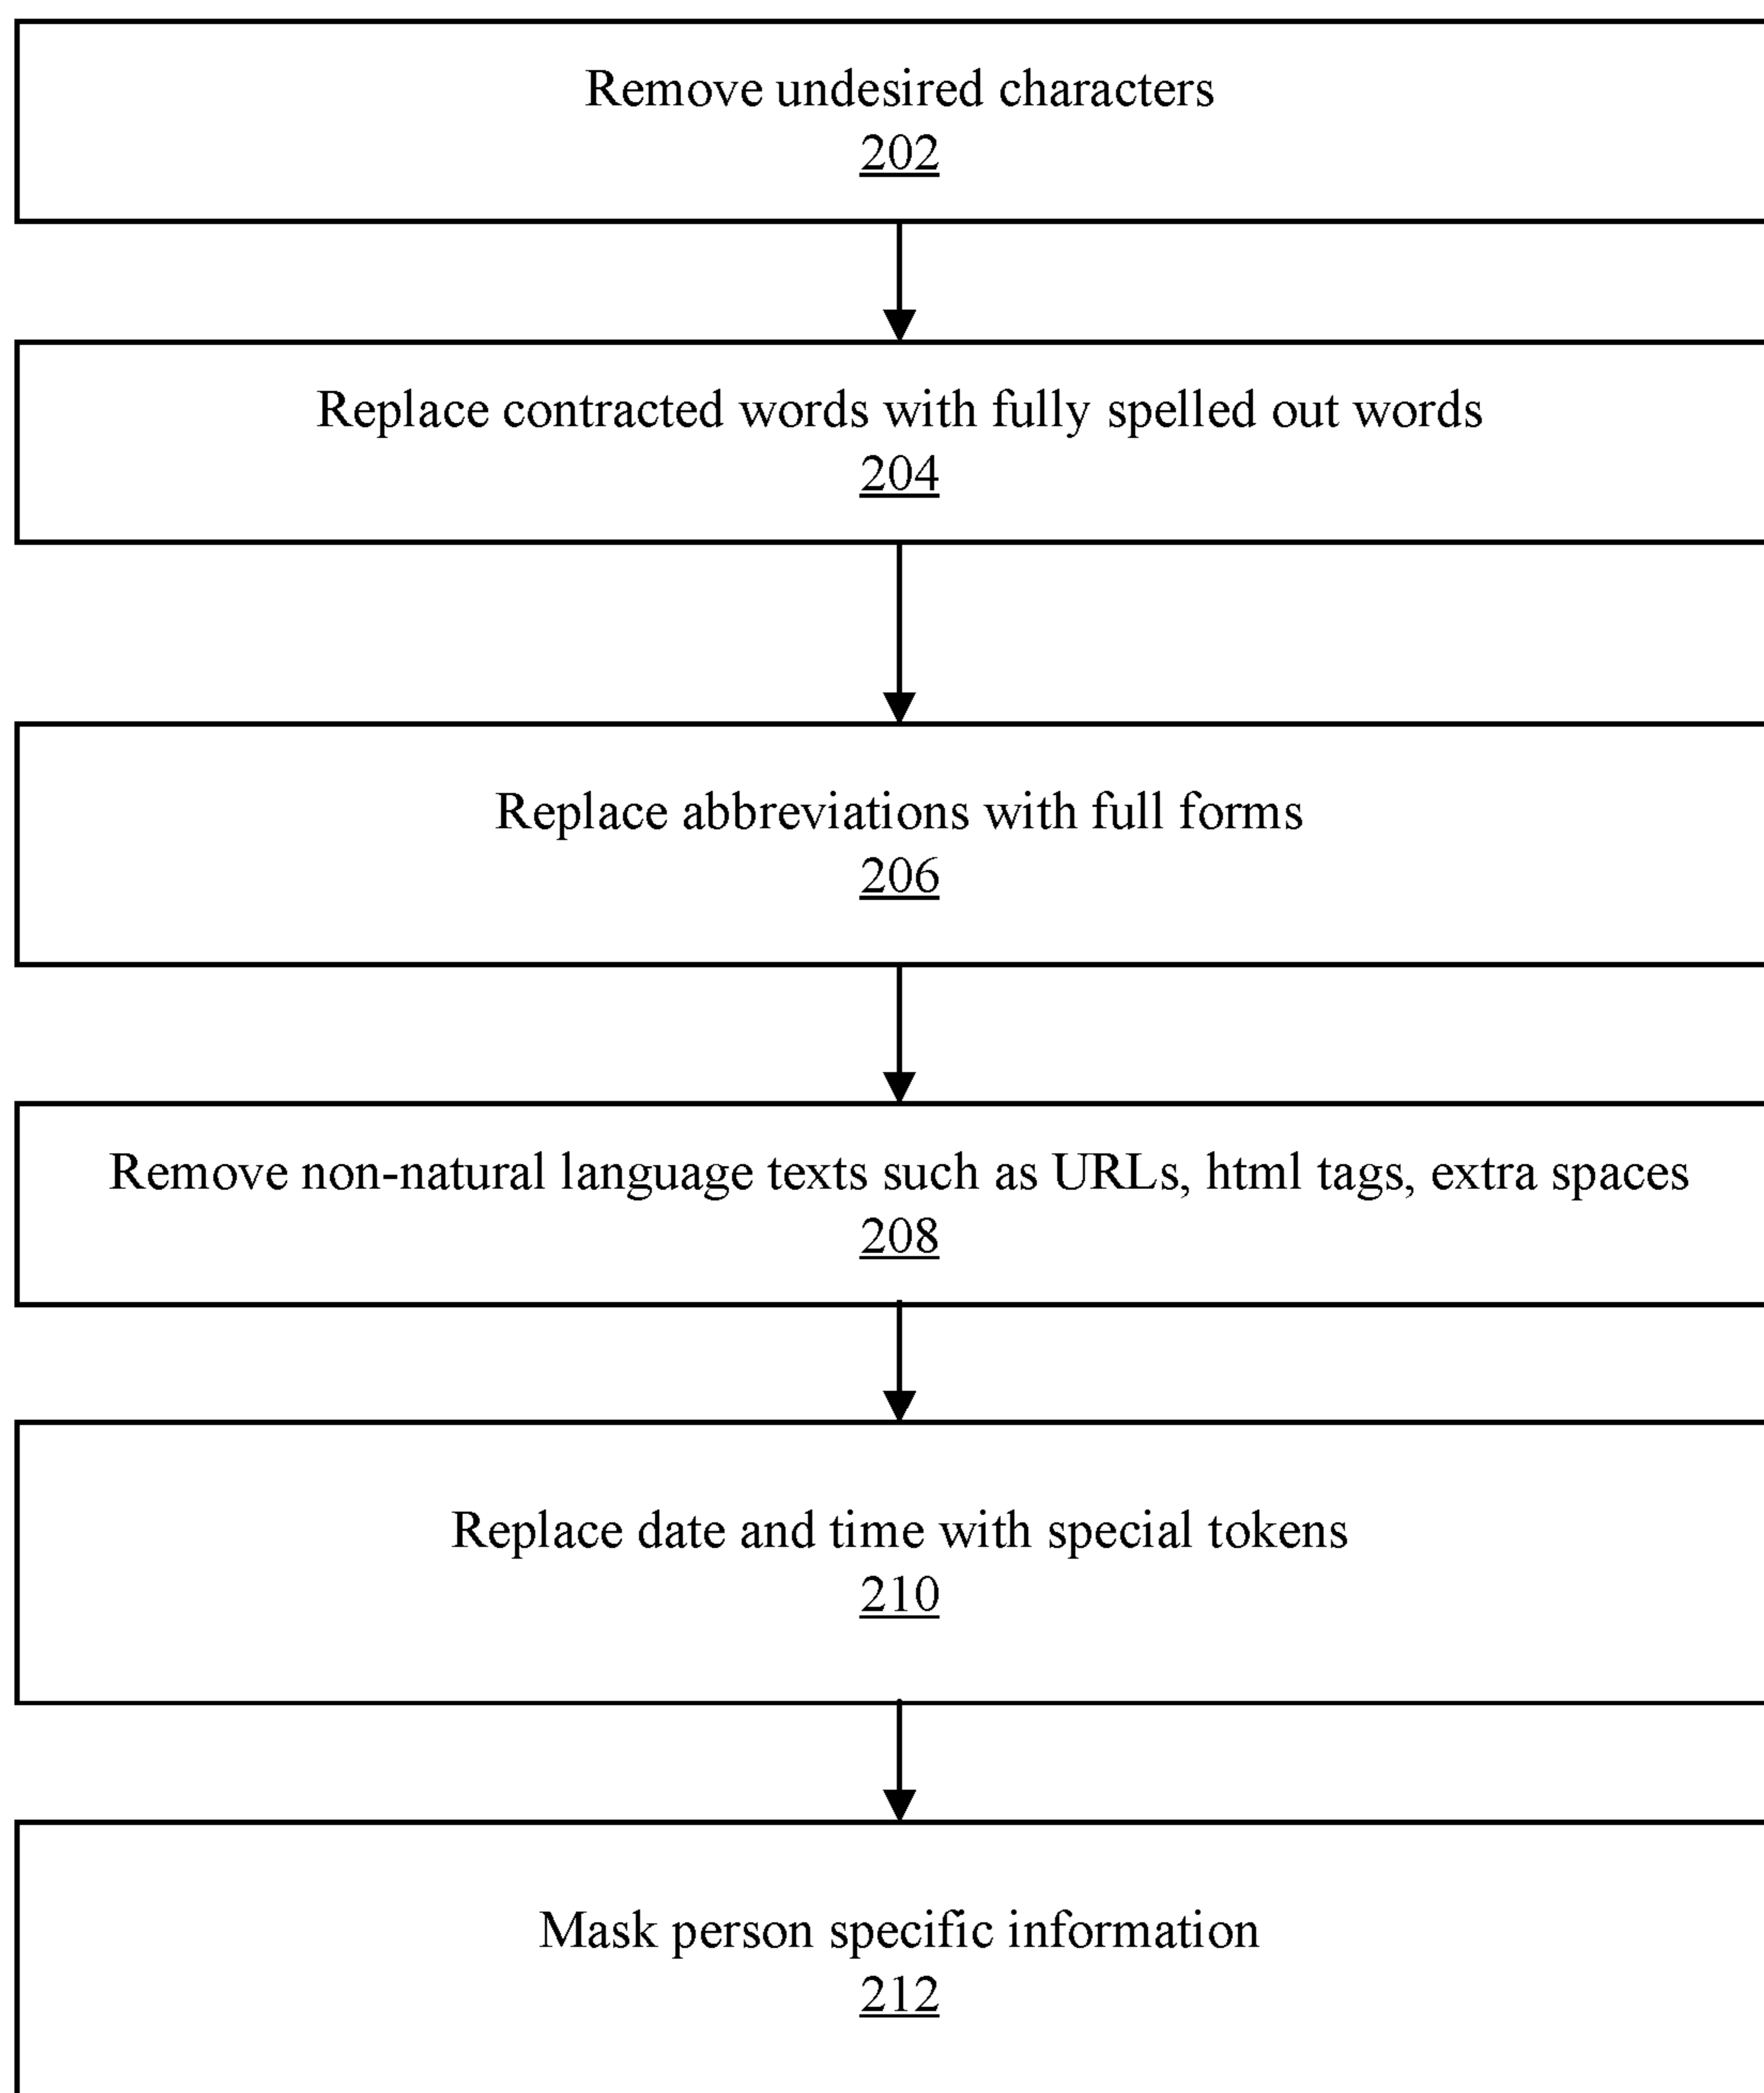 Remove undesired characters
202
Replace contracted words with fully spelled out words
204
Replace abbreviations with full forms
206
Remove non-natural language texts such as URLs, html tags, extra spaces
208
Replace date and time with special tokens
210
Mask person specific information
212